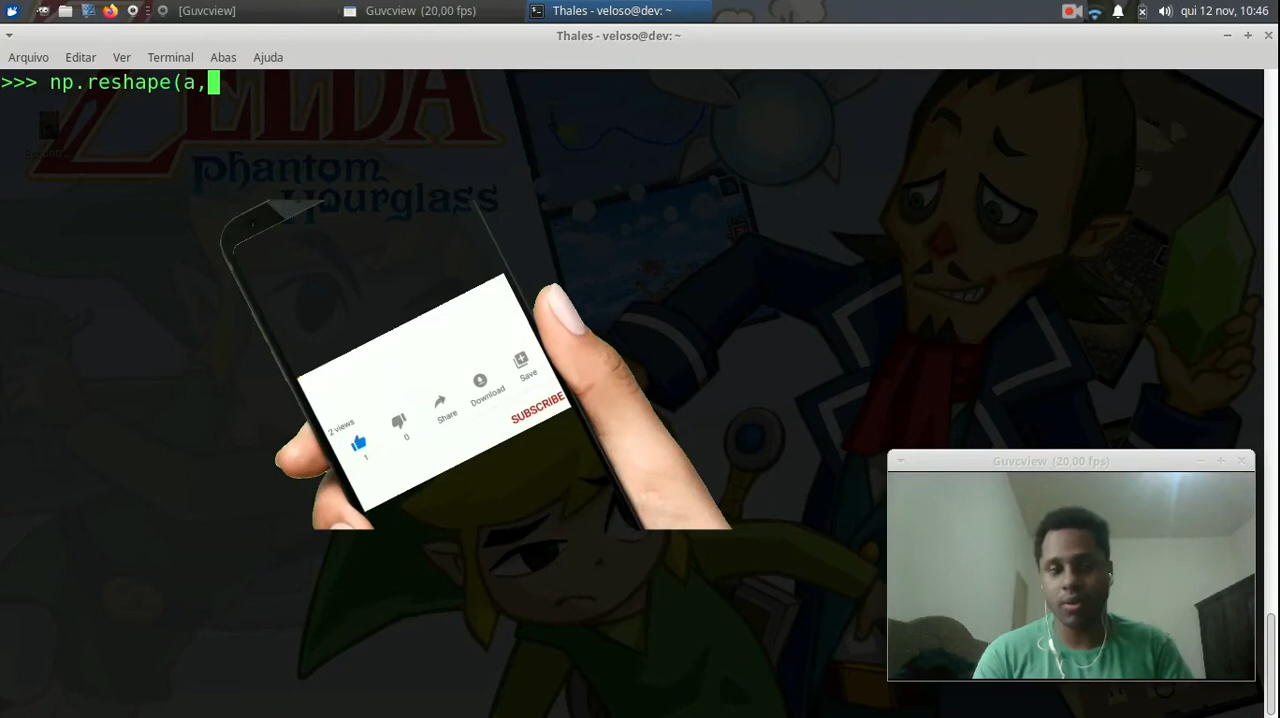 [Guvcview]
Guvcview (20,00 fps)
Thales - veloso@dev: ~
qui 12 nov, 10:46
Thales - veloso@dev: ~
Arquivo Editar Ver Terminal Abas Ajuda
>>> np.reshape(a,
ZELDA
Phantom
Hourglass
2 views
1
0
Share
Download
Save
SUBSCRIBE
Guvcview (20,00 fps)